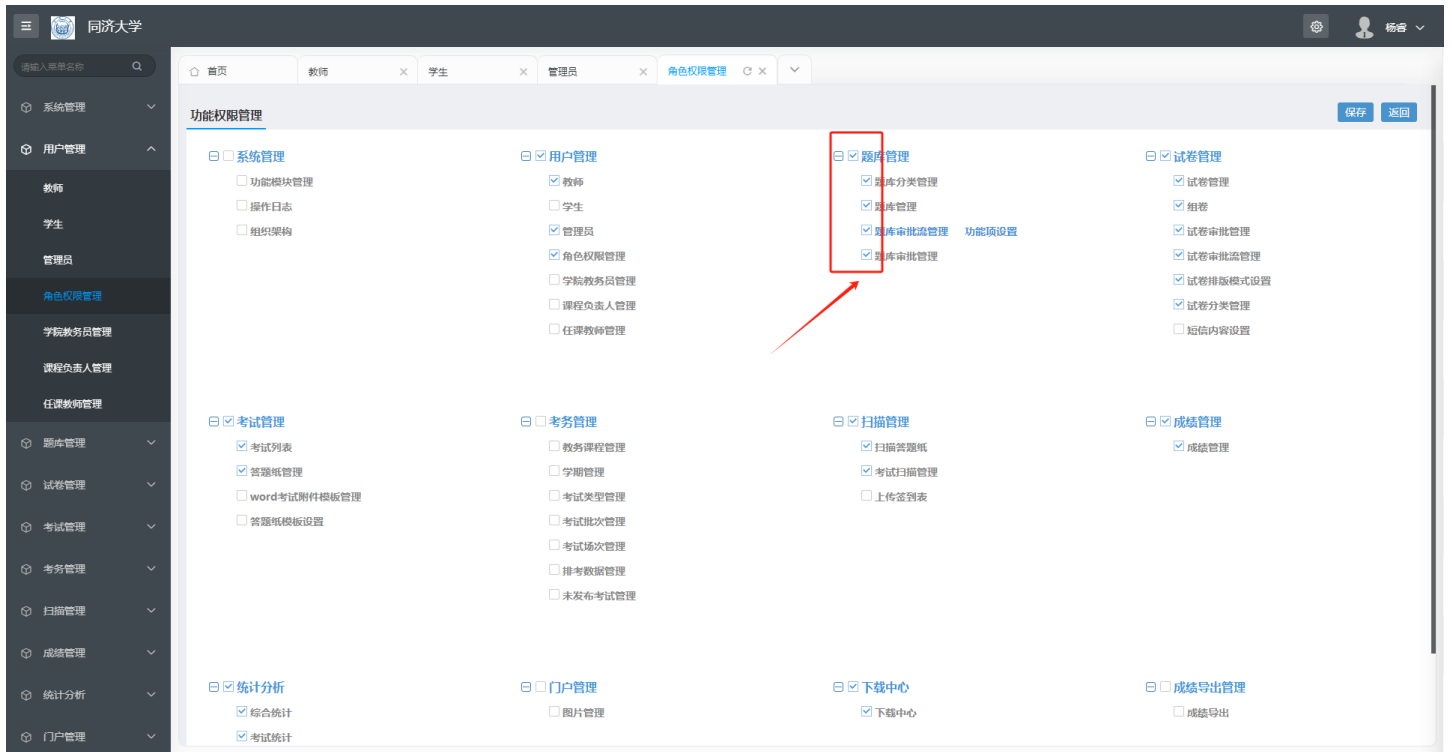 同济大学
杨睿
请输入菜单名称
首页
教师
学生
管理员
角色权限管理
系统管理
用户管理
教师
学生
管理员
角色权限管理
学院教务员管理
课程负责人管理
任课教师管理
题库管理
试卷管理
考试管理
考务管理
扫描管理
成绩管理
统计分析
门户管理
功能权限管理
保存
返回
系统管理
功能模块管理
操作日志
组织架构
用户管理
教师
学生
管理员
角色权限管理
学院教务员管理
课程负责人管理
任课教师管理
题库管理
题库分类管理
题库管理
题库审批流管理 功能项设置
题库审批管理
试卷管理
试卷管理
组卷
试卷审批管理
试卷审批流管理
试卷排版模式设置
试卷分类管理
短信内容设置
考试管理
考试列表
答题纸管理
word考试附件模板管理
答题纸模板设置
考务管理
教务课程管理
学期管理
考试类型管理
考试批次管理
考试场次管理
排考数据管理
未发布考试管理
扫描管理
扫描答题纸
考试扫描管理
上传签到表
成绩管理
成绩管理
统计分析
综合统计
考试统计
门户管理
图片管理
下载中心
下载中心
成绩导出管理
成绩导出